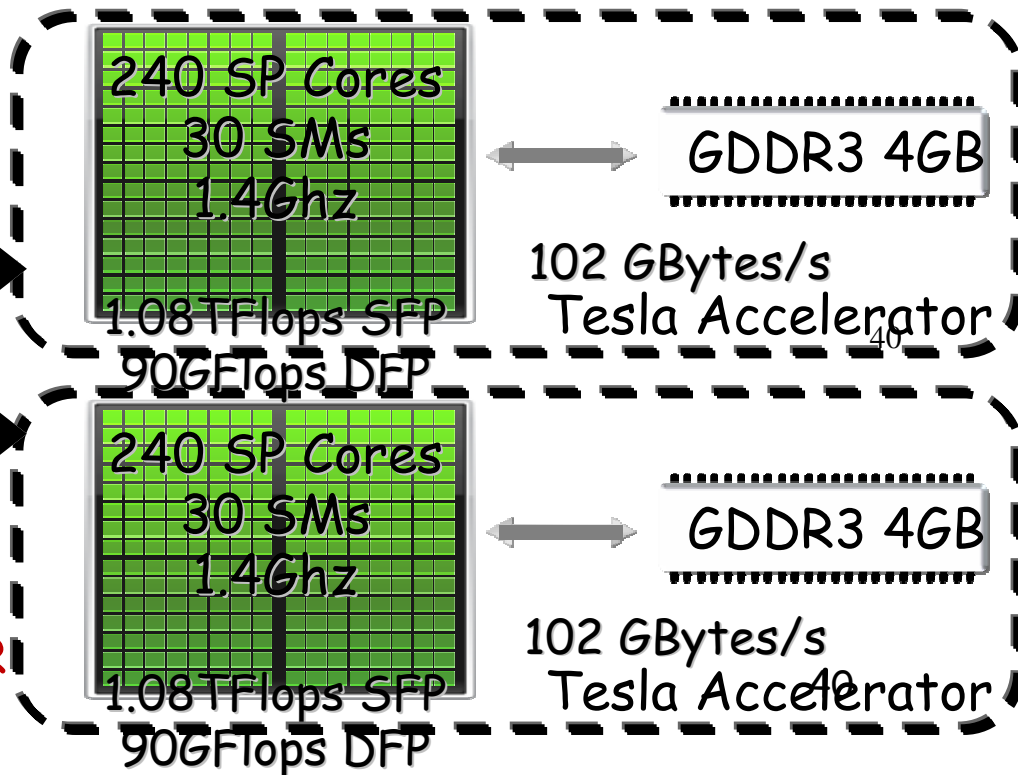 240 SP Cores
30 SMs
1.4Ghz
GDDR3 4GB
102 GBytes/s
1.08TFlops SFP
Tesla Accelerator
40
90GFlops DFP
240 SP Cores
30 SMs
1.4Ghz
GDDR3 4GB
102 GBytes/s
1.08TFlops SFP
Tesla Accelerator
40
90GFlops DFP